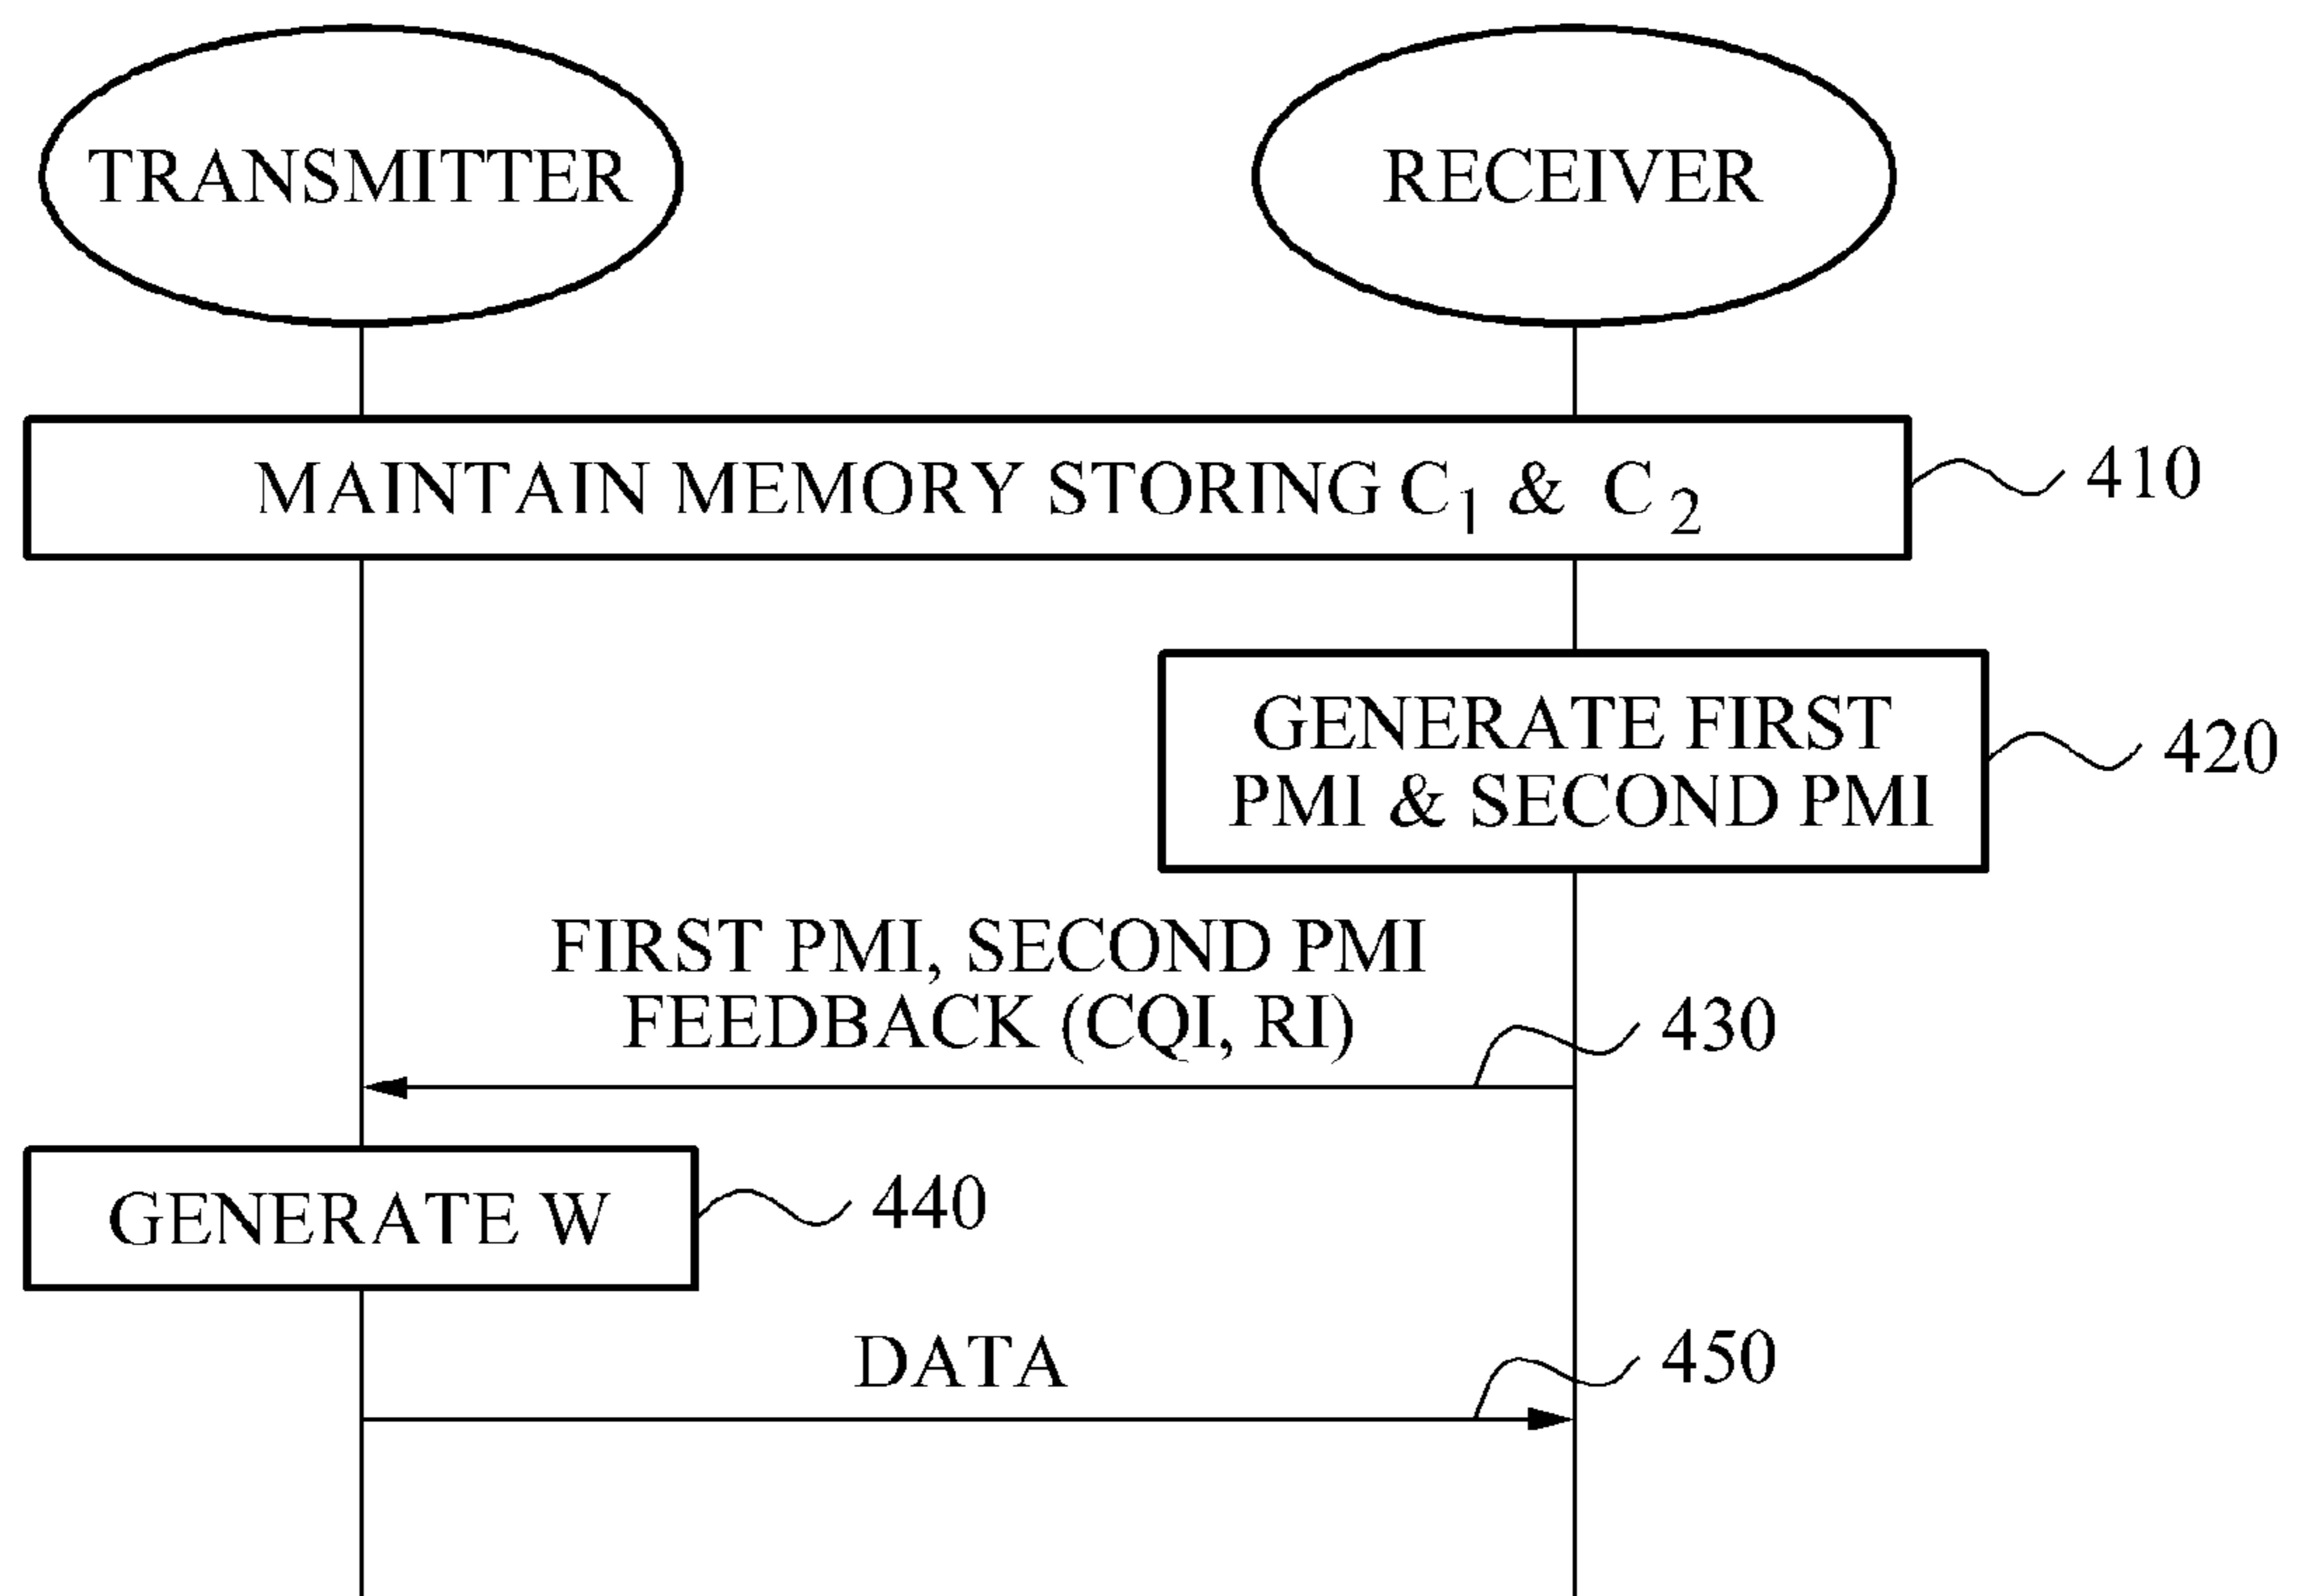 TRANSMITTER
RECEIVER
MAINTAIN MEMORY STORING C1 & C2
410
GENERATE FIRST
PMI & SECOND PMI
420
FIRST PMI, SECOND PMI
FEEDBACK (CQI, RI)
430
GENERATE W
440
DATA
450